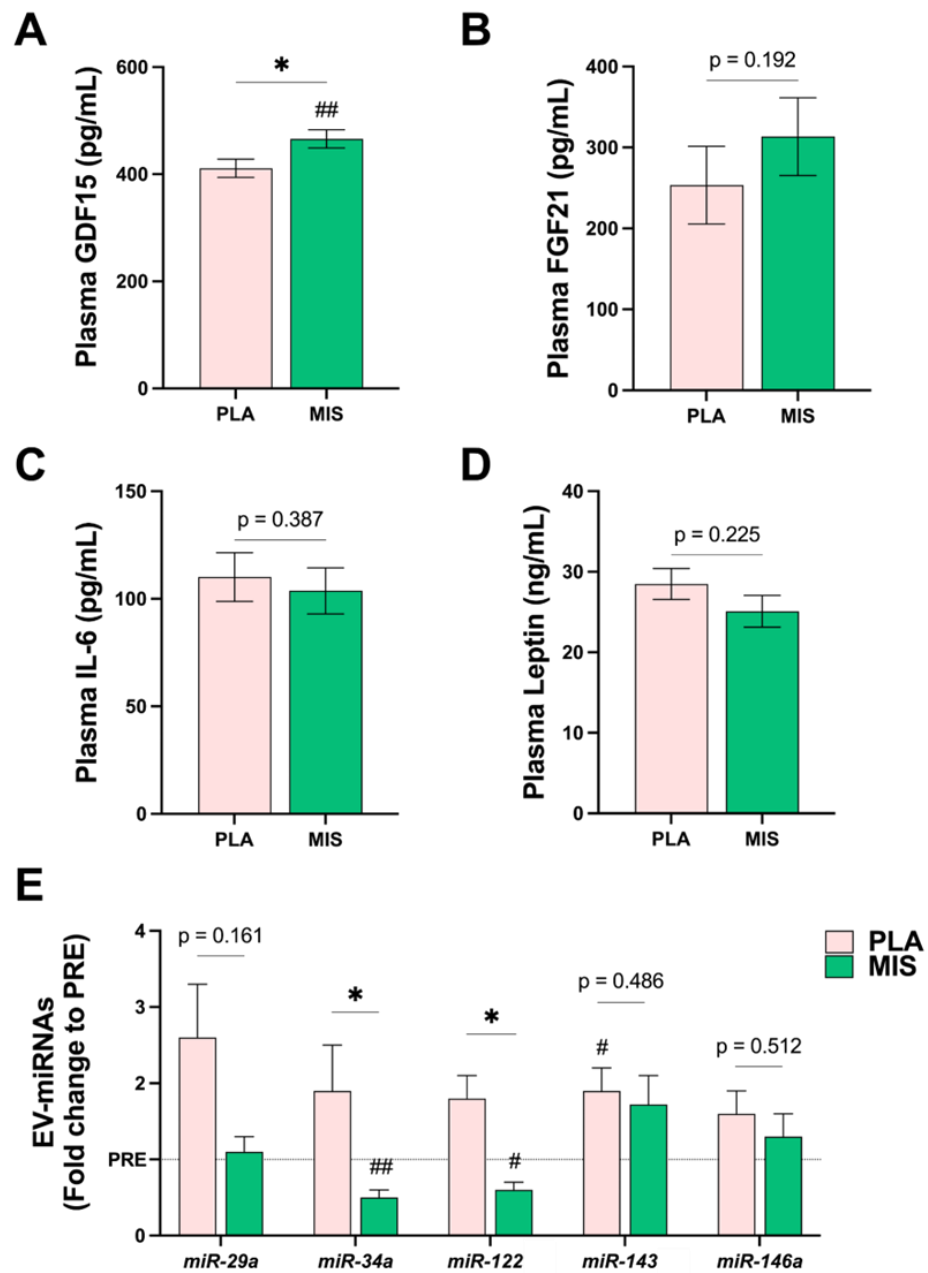 A
Plasma GDF15 (pg/mL)
600
400
200
0
*
##
PLA MIS
B
Plasma FGF21 (pg/mL)
400
300
200
100
0
p = 0.192
PLA MIS
C
Plasma IL-6 (pg/mL)
150
100
50
0
p = 0.387
PLA MIS
D
Plasma Leptin (ng/mL)
40
30
20
10
0
p = 0.225
PLA MIS
E
EV-miRNAs
(Fold change to PRE)
4
3
2
PRE
0
p = 0.161
*
##
*
#
p = 0.486
#
p = 0.512
miR-29a miR-34a miR-122 miR-143 miR-146a
PLA
MIS